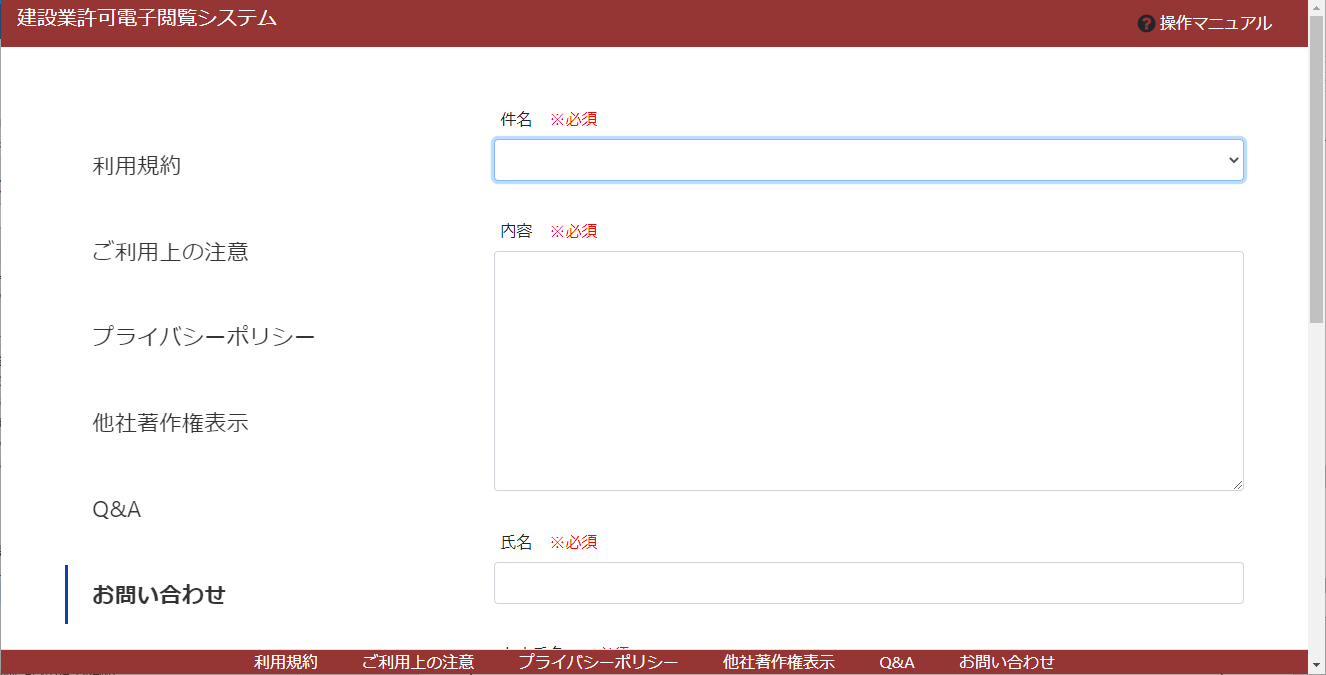 建設業許可電子閲覧システム
操作マニュアル
利用規約
ご利用上の注意
プライバシーポリシー
他社著作権表示
Q&A
お問い合わせ
件名 ※必須
内容 ※必須
氏名 ※必須
利用規約 ご利用上の注意 プライバシーポリシー 他社著作権表示 Q&A お問い合わせ